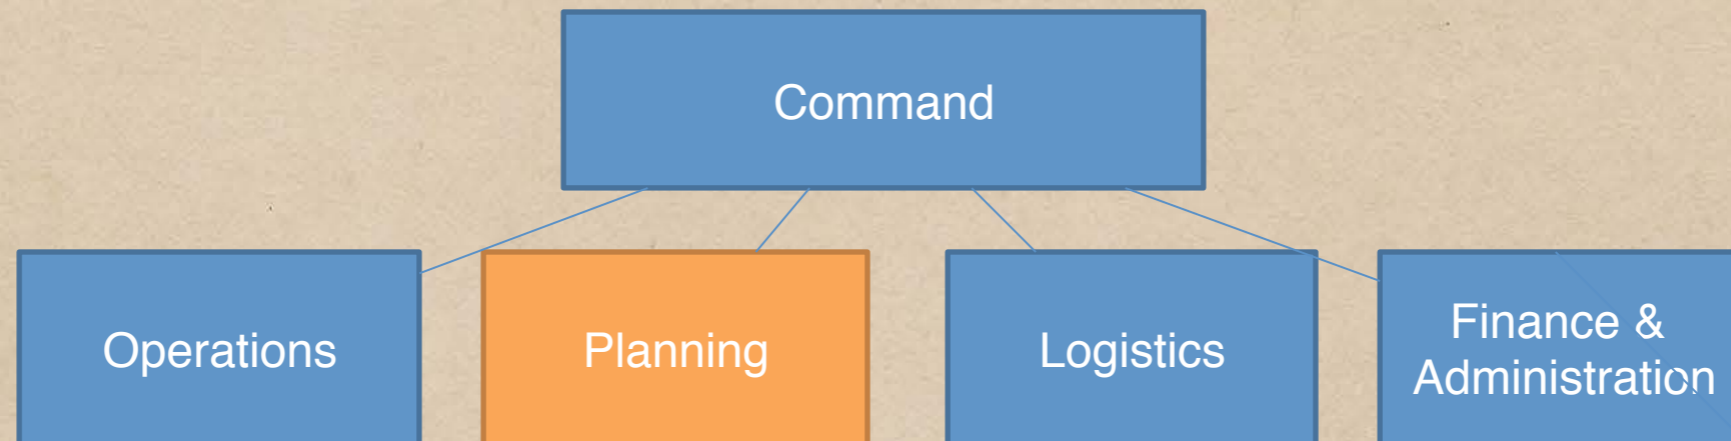 Command
Operations
Planning
Logistics
Finance &
Administration